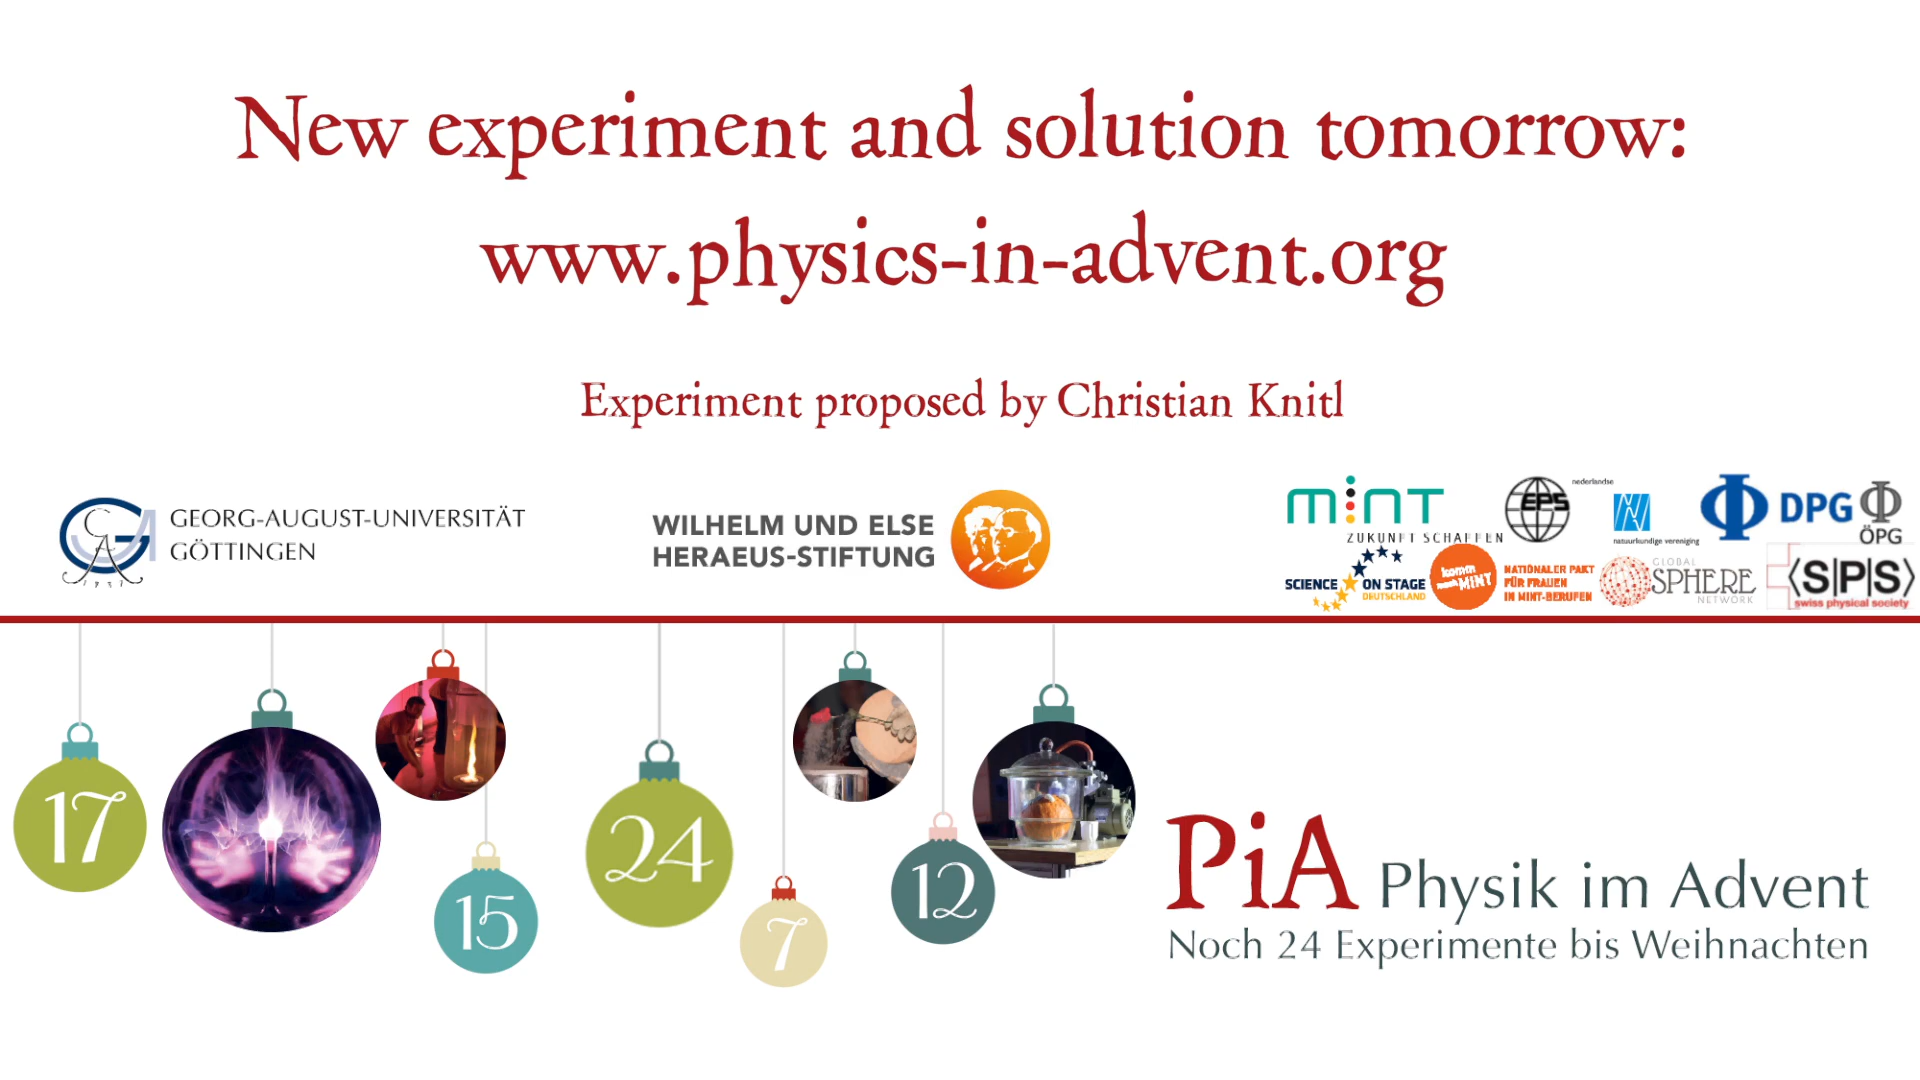 New experiment and solution tomorrow:
www.physics-in-advent.org
Experiment proposed by Christian Knitl
GEORG-AUGUST-UNIVERSITÄT
GÖTTINGEN
WILHELM UND ELSE
HERAEUS-STIFTUNG
mint
ZUKUNFT SCHAFFEN
EPS
nederlandse
natuurkundige vereniging
DPG
ÖPG
SCIENCE ON STAGE
DEUTSCHLAND
komm
mach MINT
NATIONALER PAKT
FÜR FRAUEN
IN MINT-BERUFEN
GLOBAL
SPHERE
NETWORK
S|P|S
swiss physical society
17
15
24
7
12
PiA Physik im Advent
Noch 24 Experimente bis Weihnachten